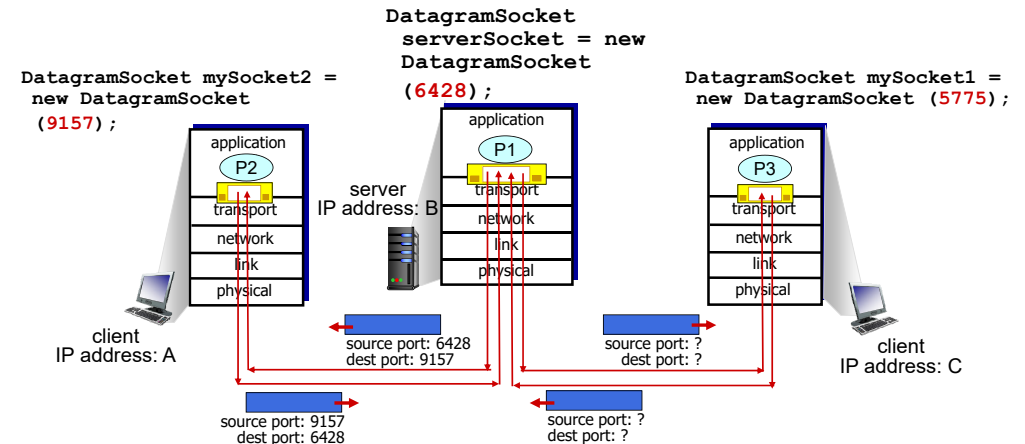 DatagramSocket
serverSocket = new
DatagramSocket
(6428);
DatagramSocket mySocket2 =
new DatagramSocket
(9157);
DatagramSocket mySocket1 =
new DatagramSocket (5775);
application
P2
transport
network
link
physical
application
P1
transport
network
link
physical
application
P3
transport
network
link
physical
server
IP address: B
client
IP address: A
client
IP address: C
source port: 6428
dest port: 9157
source port: ?
dest port: ?
source port: 9157
dest port: 6428
source port: ?
dest port: ?